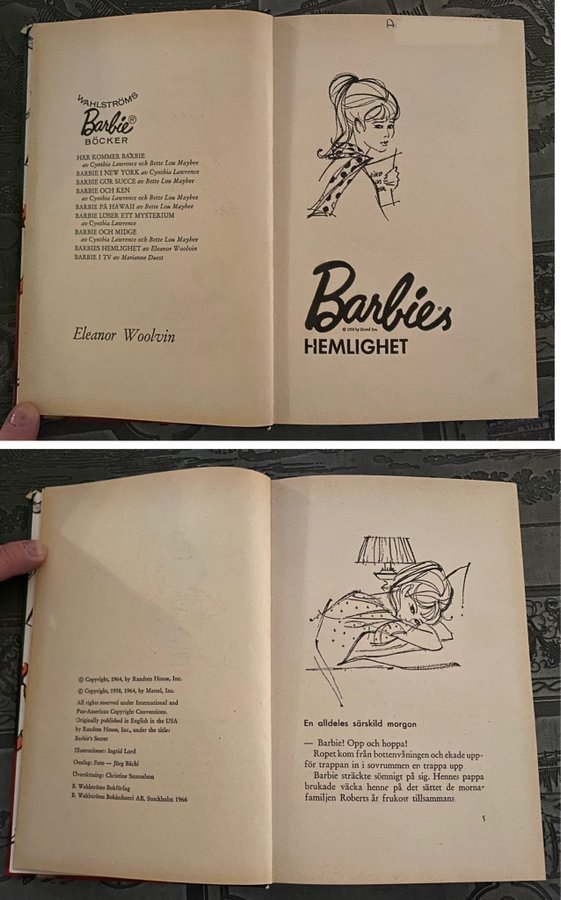 WAHLSTRÖMS
Barbie®
BÖCKER
HÄR KOMMER BARBIE
av Cynthia Lawrence och Bette Lou Maybee
BARBIE I NEW YORK av Cynthia Lawrence
BARBIE GÖR SUCCÉ av Bette Lou Maybee
BARBIE OCH KEN
av Cynthia Lawrence och Bette Lou Maybee
BARBIE PÅ HAWAII av Bette Lou Maybee
BARBIE LÖSER ETT MYSTERIUM
av Cynthia Lawrence
BARBIE OCH MIDGE
av Cynthia Lawrence och Bette Lou Maybee
BARBIES HEMLIGHET av Eleanor Woolvin
BARBIE I TV av Marianne Duest
Eleanor Woolvin
A
Barbies
by Mattel Inc.
HEMLIGHET
© Copyright, 1964, by Random House, Inc.
© Copyright, 1958, 1964, by Mattel, Inc.
All rights reserved under International and
Pan-American Copyright Conventions.
Originally published in English in the USA
by Random House, Inc., under the title:
Barbie's Secret
Illustrationer: Ingrid Lord
Omslag: Foto — Jürg Bächi
Översättning: Christine Samuelson
B. Wahlströms Bokförlag
B. Wahlströms Bokindustri AB, Stockholm 1966
En alldeles särskild morgon
— Barbie! Opp och hoppa!
Ropet kom från bottenvåningen och ekade upp-
för trappan in i sovrummen en trappa upp
Barbie sträckte sömnigt på sig. Hennes pappa
brukade väcka henne på det sättet de morna-
familjen Roberts åt frukost tillsammans
5